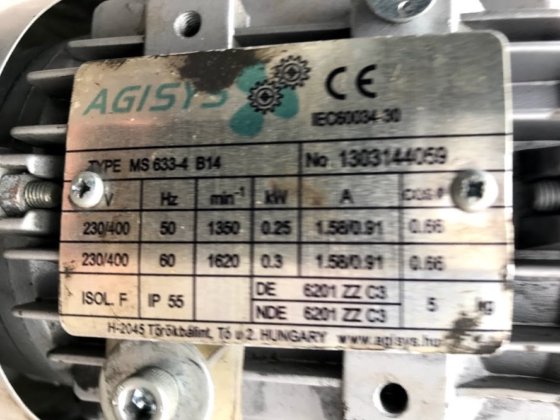 AGISYS CE
IEC60034-30
TYPE MS 633-4 B14 No 1303144059
V Hz min⁻¹ kW A COS φ
230/400 50 1350 0.25 1.58/0.91 0.66
230/400 60 1620 0.3 1.58/0.91 0.66
ISOL. F IP 55 DE 6201 ZZ C3 5 kg
NDE 6201 ZZ C3
H-2045 Törökbálint, Tó u 2. HUNGARY www.agisys.hu